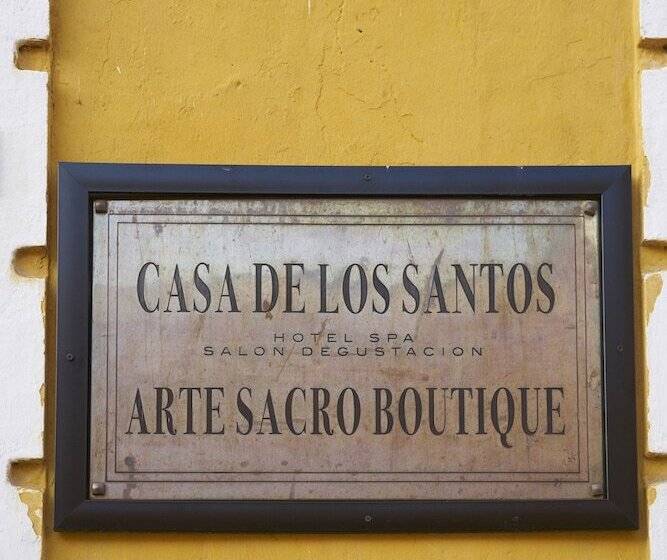 CASA DE LOS SANTOS
HOTEL SPA
SALON DEGUSTACION
ARTE SACRO BOUTIQUE